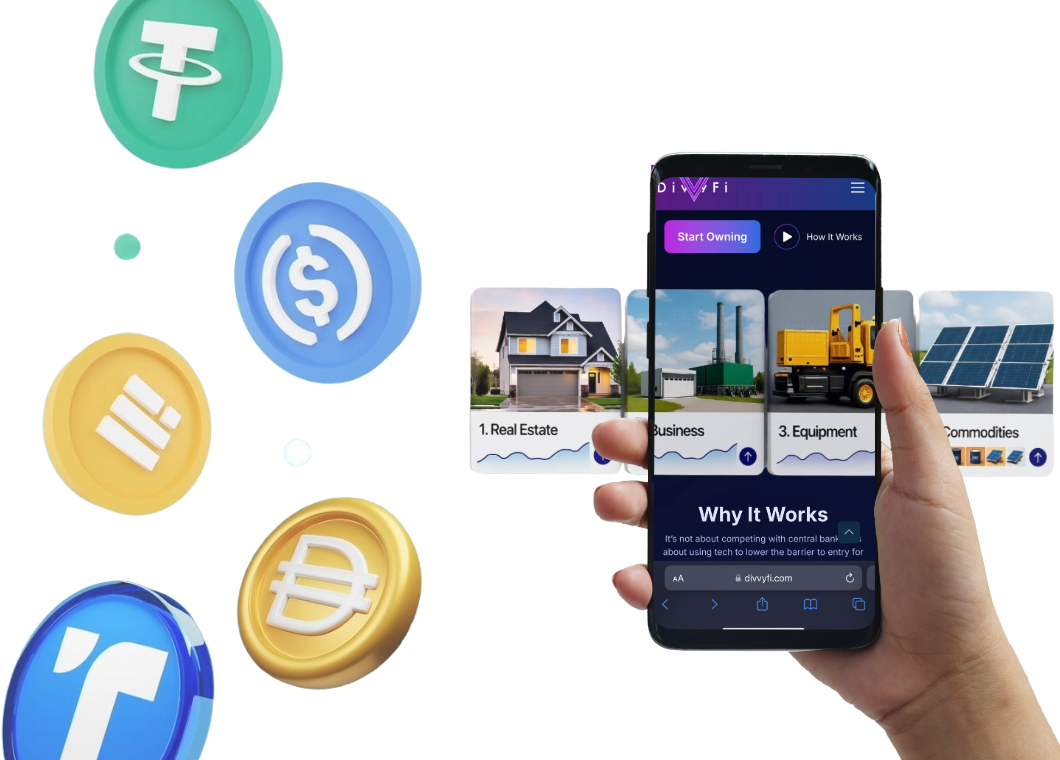 DivvyFi
Start Owning
How It Works
1. Real Estate
Business
3. Equipment
Commodities
Why It Works
It's not about competing with central bank
about using tech to lower the barrier to entry for
AA
divvyfi.com